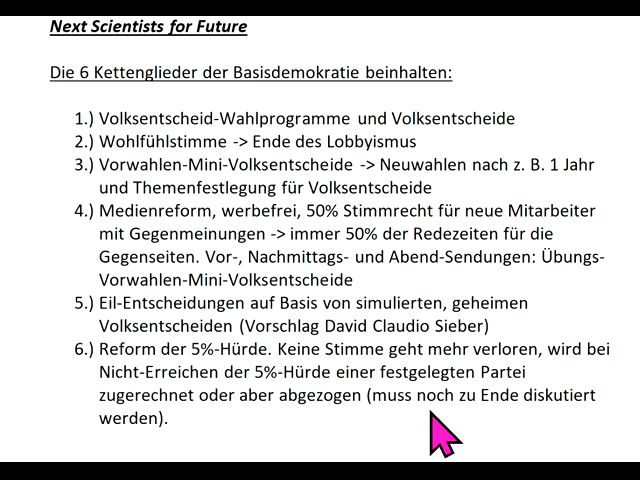 Next Scientists for Future
Die 6 Kettenglieder der Basisdemokratie beinhalten:
1.) Volksentscheid-Wahlprogramme und Volksentscheide
2.) Wohlfühlstimme -> Ende des Lobbyismus
3.) Vorwahlen-Mini-Volksentscheide -> Neuwahlen nach z. B. 1 Jahr
und Themenfestlegung für Volksentscheide
4.) Medienreform, werbefrei, 50% Stimmrecht für neue Mitarbeiter
mit Gegenmeinungen -> immer 50% der Redezeiten für die
Gegenseiten. Vor-, Nachmittags- und Abend-Sendungen: Übungs-
Vorwahlen-Mini-Volksentscheide
5.) Eil-Entscheidungen auf Basis von simulierten, geheimen
Volksentscheiden (Vorschlag David Claudio Sieber)
6.) Reform der 5%-Hürde. Keine Stimme geht mehr verloren, wird bei
Nicht-Erreichen der 5%-Hürde einer festgelegten Partei
zugerechnet oder aber abgezogen (muss noch zu Ende diskutiert
werden).